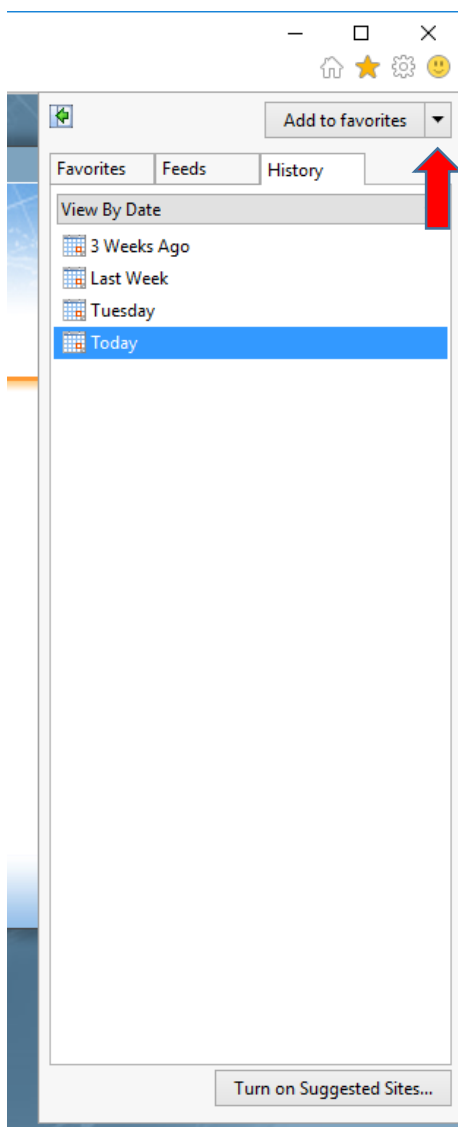 Add to favorites
Favorites Feeds History
View By Date
3 Weeks Ago
Last Week
Tuesday
Today
Turn on Suggested Sites...